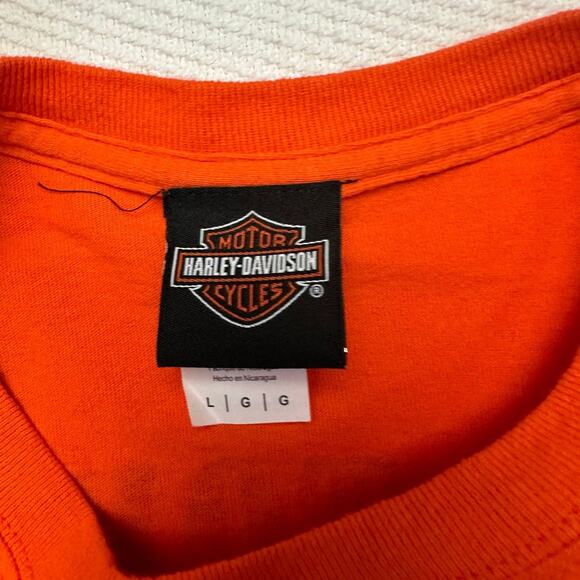 MOTOR
HARLEY-DAVIDSON
CYCLES
®
Hecho en Nicaragua
L | G | G